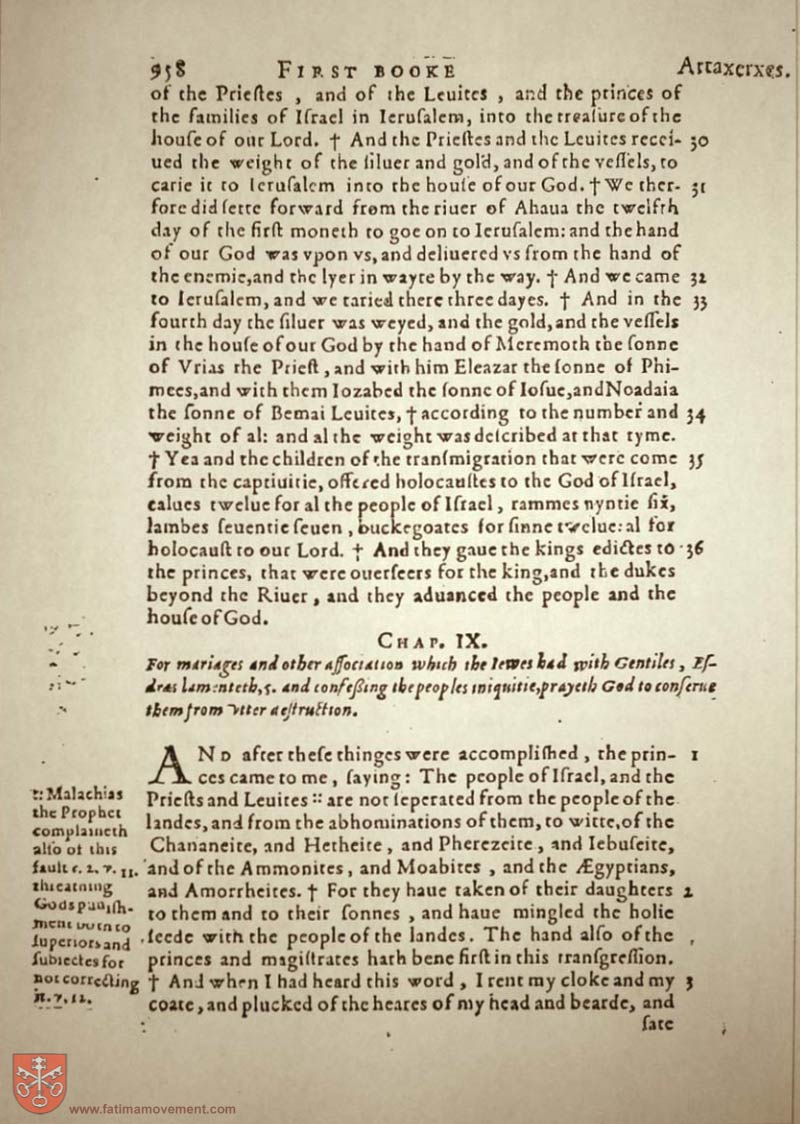 958 FIRST BOOKE Artaxerxes.
of the Prieſtes , and of the Leuites , and the princes of
the families of Iſrael in Ieruſalem, into the treaſure of the
houſe of our Lord. † And the Prieſtes and the Leuites recei- 30
ued the weight of the ſiluer and gold, and of the veſſels, to
carie it to Ieruſalem into the houſe of our God. † We ther- 31
fore did ſette forward from the riuer of Ahaua the twelfth
day of the firſt moneth to goe on to Ieruſalem: and the hand
of our God was vpon vs, and deliuered vs from the hand of
the enemie, and the lyer in wayte by the way. † And we came 32
to Ieruſalem, and we taried there three dayes. † And in the 33
fourth day the ſiluer was weyed, and the gold, and the veſſels
in the houſe of our God by the hand of Meremoth the ſonne
of Vrias the Prieſt , and with him Eleazar the ſonne of Phi-
mees, and with them Iozabed the ſonne of Ioſue, and Noadaia
the ſonne of Bemai Leuites, † according to the number and 34
weight of al: and al the weight was deſcribed at that tyme.
† Yea and the children of the tranſmigration that were come 35
from the captiuitie, offered holocauſtes to the God of Iſrael,
calues twelue for al the people of Iſrael , rammes nyntie ſix,
lambes ſeuentie ſeuen , buckegoates for ſinne twelue: al for
holocauſt to our Lord. † And they gaue the kings edictes to 36
the princes, that were ouerſeers for the king, and the dukes
beyond the Riuer , and they aduanced the people and the
houſe of God.
CHAP. IX.
For mariages and other aſſociation which the Iewes had with Gentiles , Eſ-
dras lamenteth, 5. and confeſsing the peoples iniquitie, prayeth God to conſerue
them from vtter deſtruction.
AND after theſe thinges were accompliſhed , the prin- 1
ces came to me , ſaying: The people of Iſrael, and the
Prieſts and Leuites :: are not ſeperated from the people of the
landes, and from the abhominations of them, to witte, of the
Chananeite, and Hetheite , and Pherezeite , and Iebuſeite,
and of the Ammonites , and Moabites , and the Ægyptians,
and Amorrheites. † For they haue taken of their daughters 2
to them and to their ſonnes , and haue mingled the holie
ſeede with the people of the landes. The hand alſo of the
princes and magiſtrates hath bene firſt in this tranſgreſſion.
† And when I had heard this word , I rent my cloke and my 3
coate, and plucked of the heares of my head and bearde, and
ſate
:: Malachias
the Prophet
complaineth
alſo of this
fault c. 2. v. 11.
threatning
Gods puniſh-
ment both to
ſuperiors and
ſubiectes for
not correcting
it. v. 12.
www.fatimamovement.com